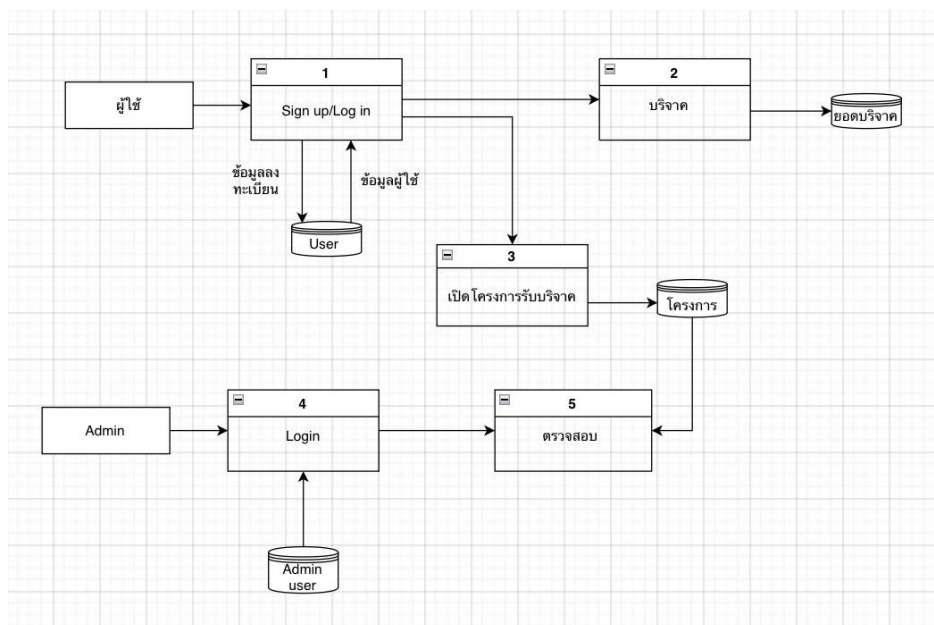 1
2
ผู้ใช้
Sign up/Log in
บริจาค
ยอดบริจาค
ข้อมูลลง
ทะเบียน
ข้อมูลผู้ใช้
User
3
เปิดโครงการรับบริจาค
โครงการ
4
5
Admin
Login
ตรวจสอบ
Admin
user